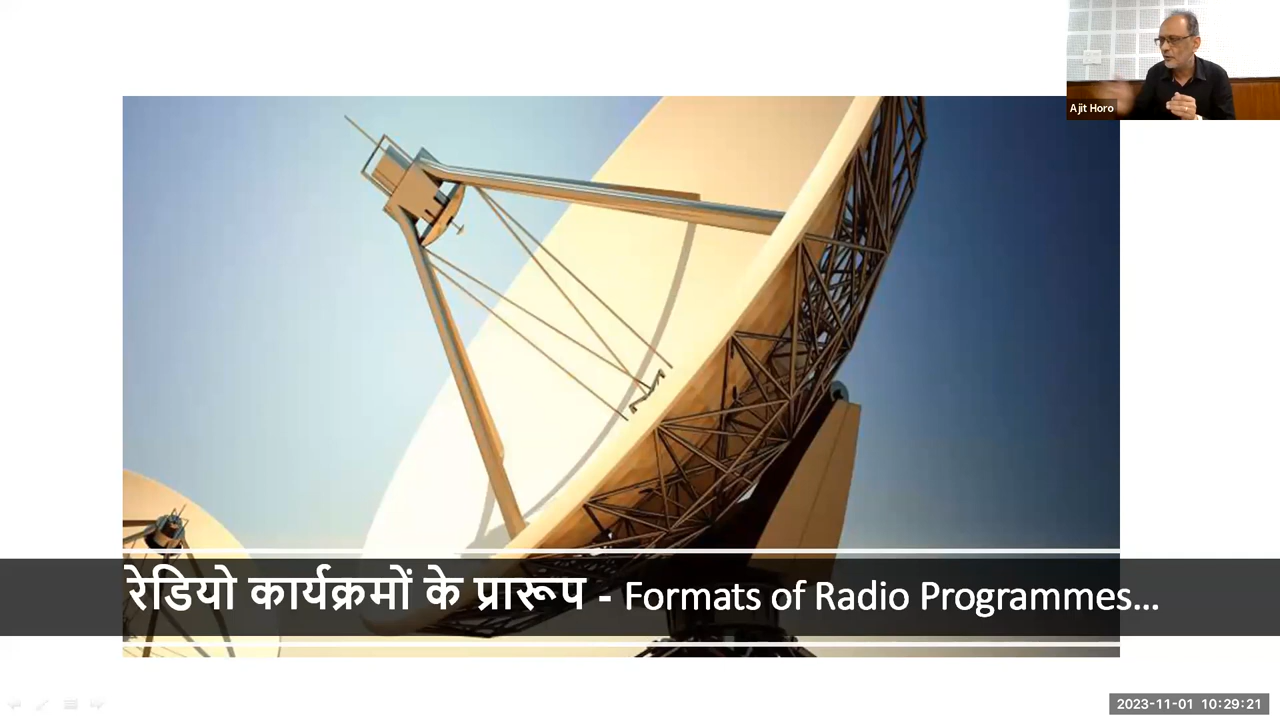 Ajit Horo
रेडियो कार्यक्रमों के प्रारूप - Formats of Radio Programmes...
2023-11-01 10:29:21